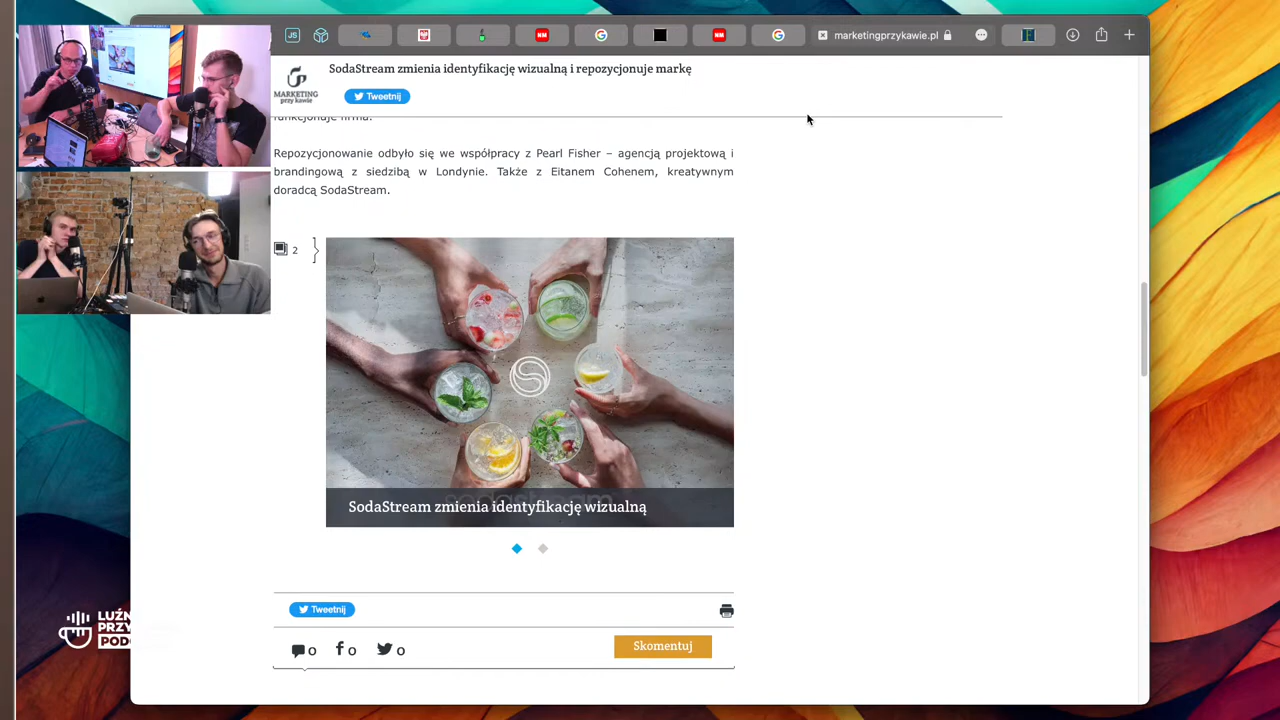 marketingprzykawie.pl
SodaStream zmienia identyfikację wizualną i repozycjonuje markę
MARKETING
przy kawie
Tweetnij
funkcjonuje firma.
Repozycjonowanie odbyło się we współpracy z Pearl Fisher – agencją projektową i
brandingową z siedzibą w Londynie. Także z Eitanem Cohenem, kreatywnym
doradcą SodaStream.
2
SodaStream zmienia identyfikację wizualną
Tweetnij
0 0 0
Skomentuj